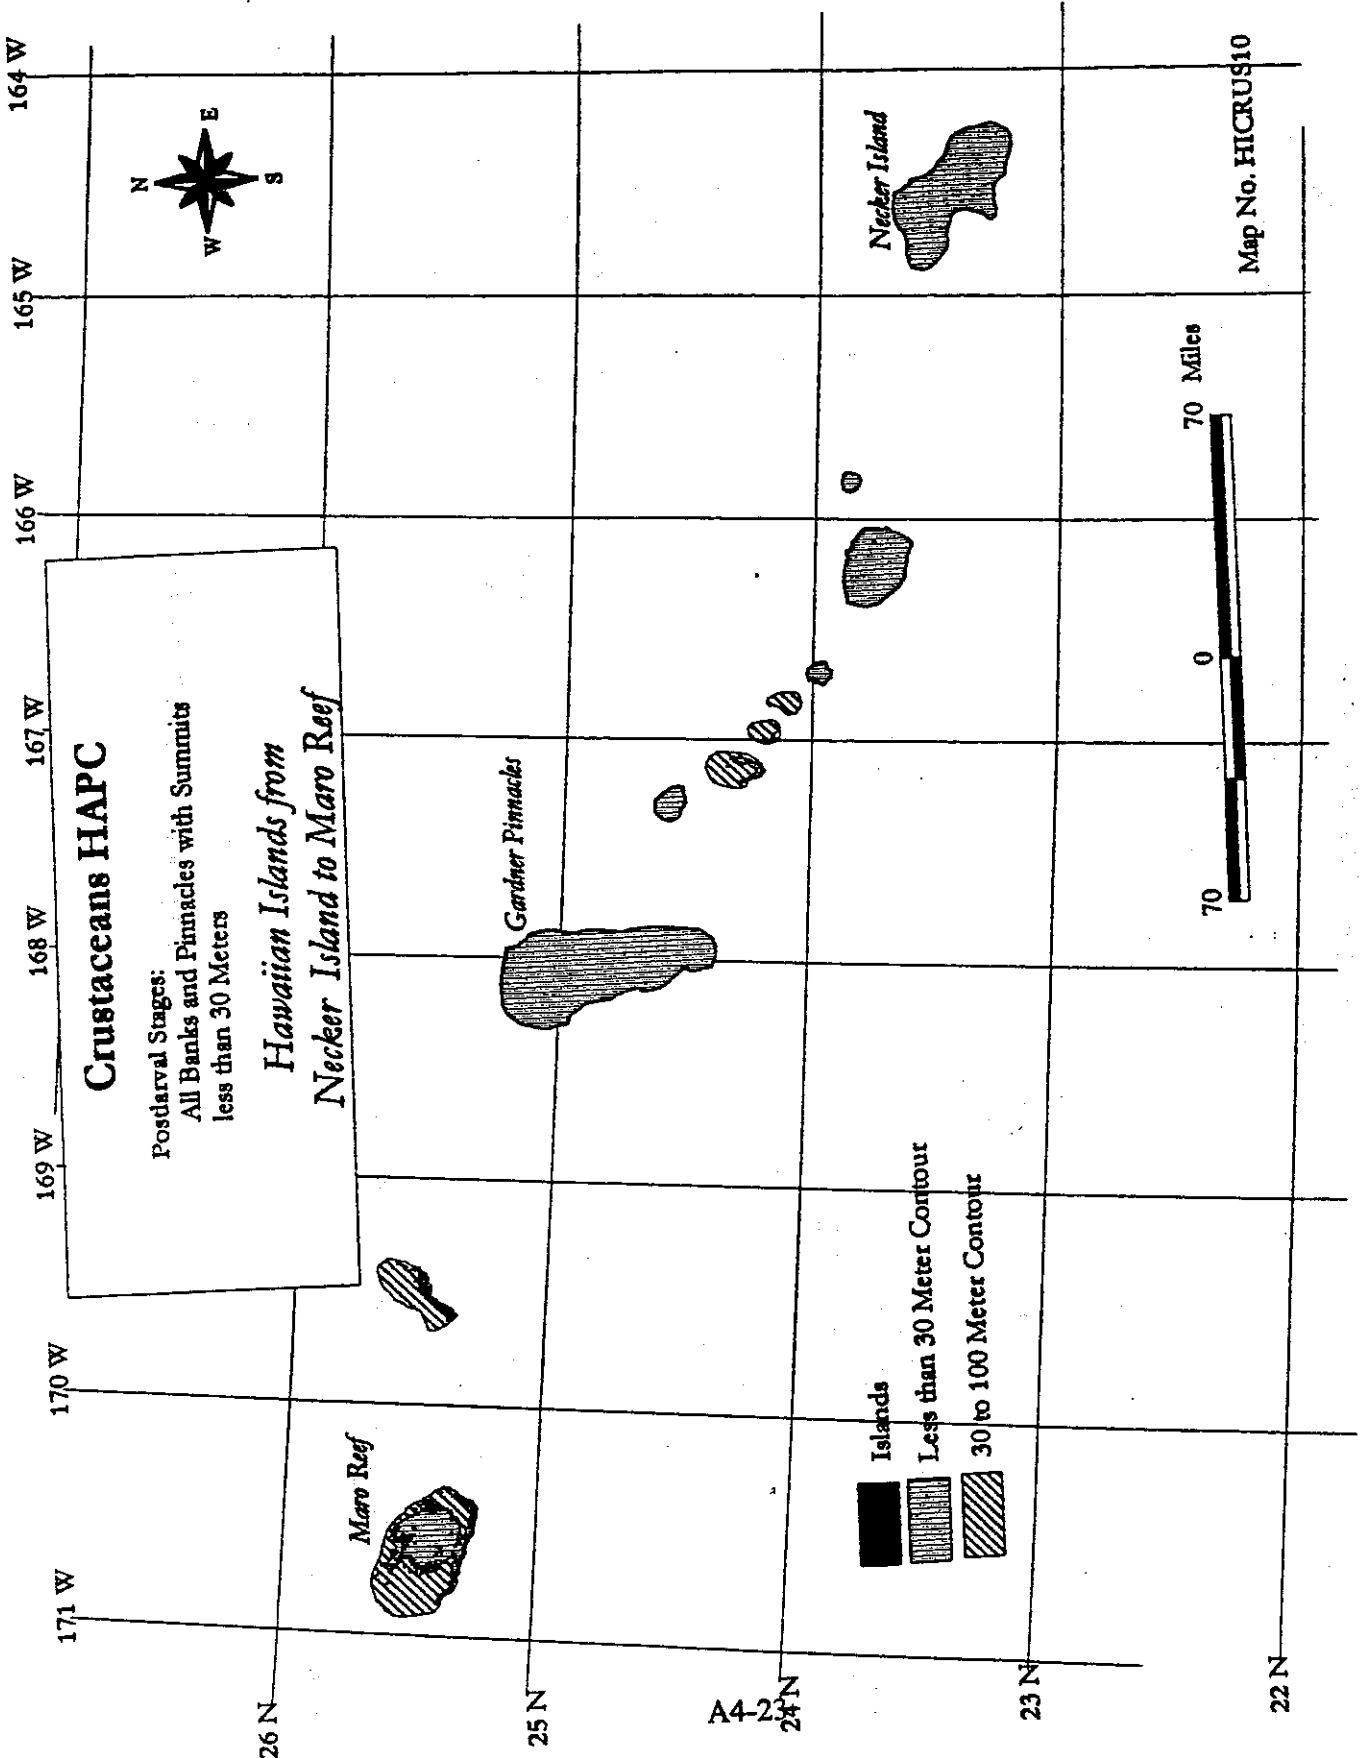 Crustaceans HAPC
Postlarval Stages:
All Banks and Pinnacles with Summits
less than 30 Meters
Hawaiian Islands from
Necker Island to Maro Reef
171 W
170 W
169 W
168 W
167 W
166 W
165 W
164 W
N
W
E
S
26 N
25 N
24 N
23 N
22 N
Maro Reef
Gardner Pinnacles
Necker Island
Islands
Less than 30 Meter Contour
30 to 100 Meter Contour
70
0
70 Miles
Map No. HICRUS10
A4-23